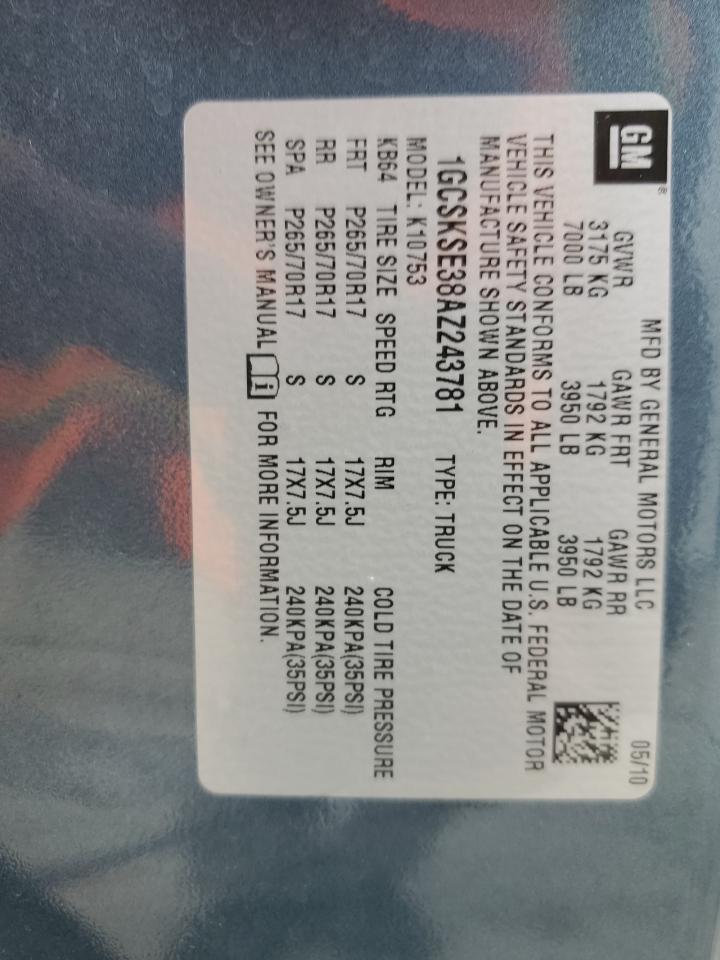 GM®
MFD BY GENERAL MOTORS LLC 05/10
GVWR GAWR FRT GAWR RR
3175 KG 1792 KG 1792 KG
7000 LB 3950 LB 3950 LB
THIS VEHICLE CONFORMS TO ALL APPLICABLE U.S. FEDERAL MOTOR
VEHICLE SAFETY STANDARDS IN EFFECT ON THE DATE OF
MANUFACTURE SHOWN ABOVE.
1GCSKSE38AZ243781 TYPE: TRUCK
MODEL: K10753
KB64 TIRE SIZE SPEED RTG RIM COLD TIRE PRESSURE
FRT P265/70R17 S 17X7.5J 240KPA(35PSI)
RR P265/70R17 S 17X7.5J 240KPA(35PSI)
SPA P265/70R17 S 17X7.5J 240KPA(35PSI)
SEE OWNER'S MANUAL i FOR MORE INFORMATION.